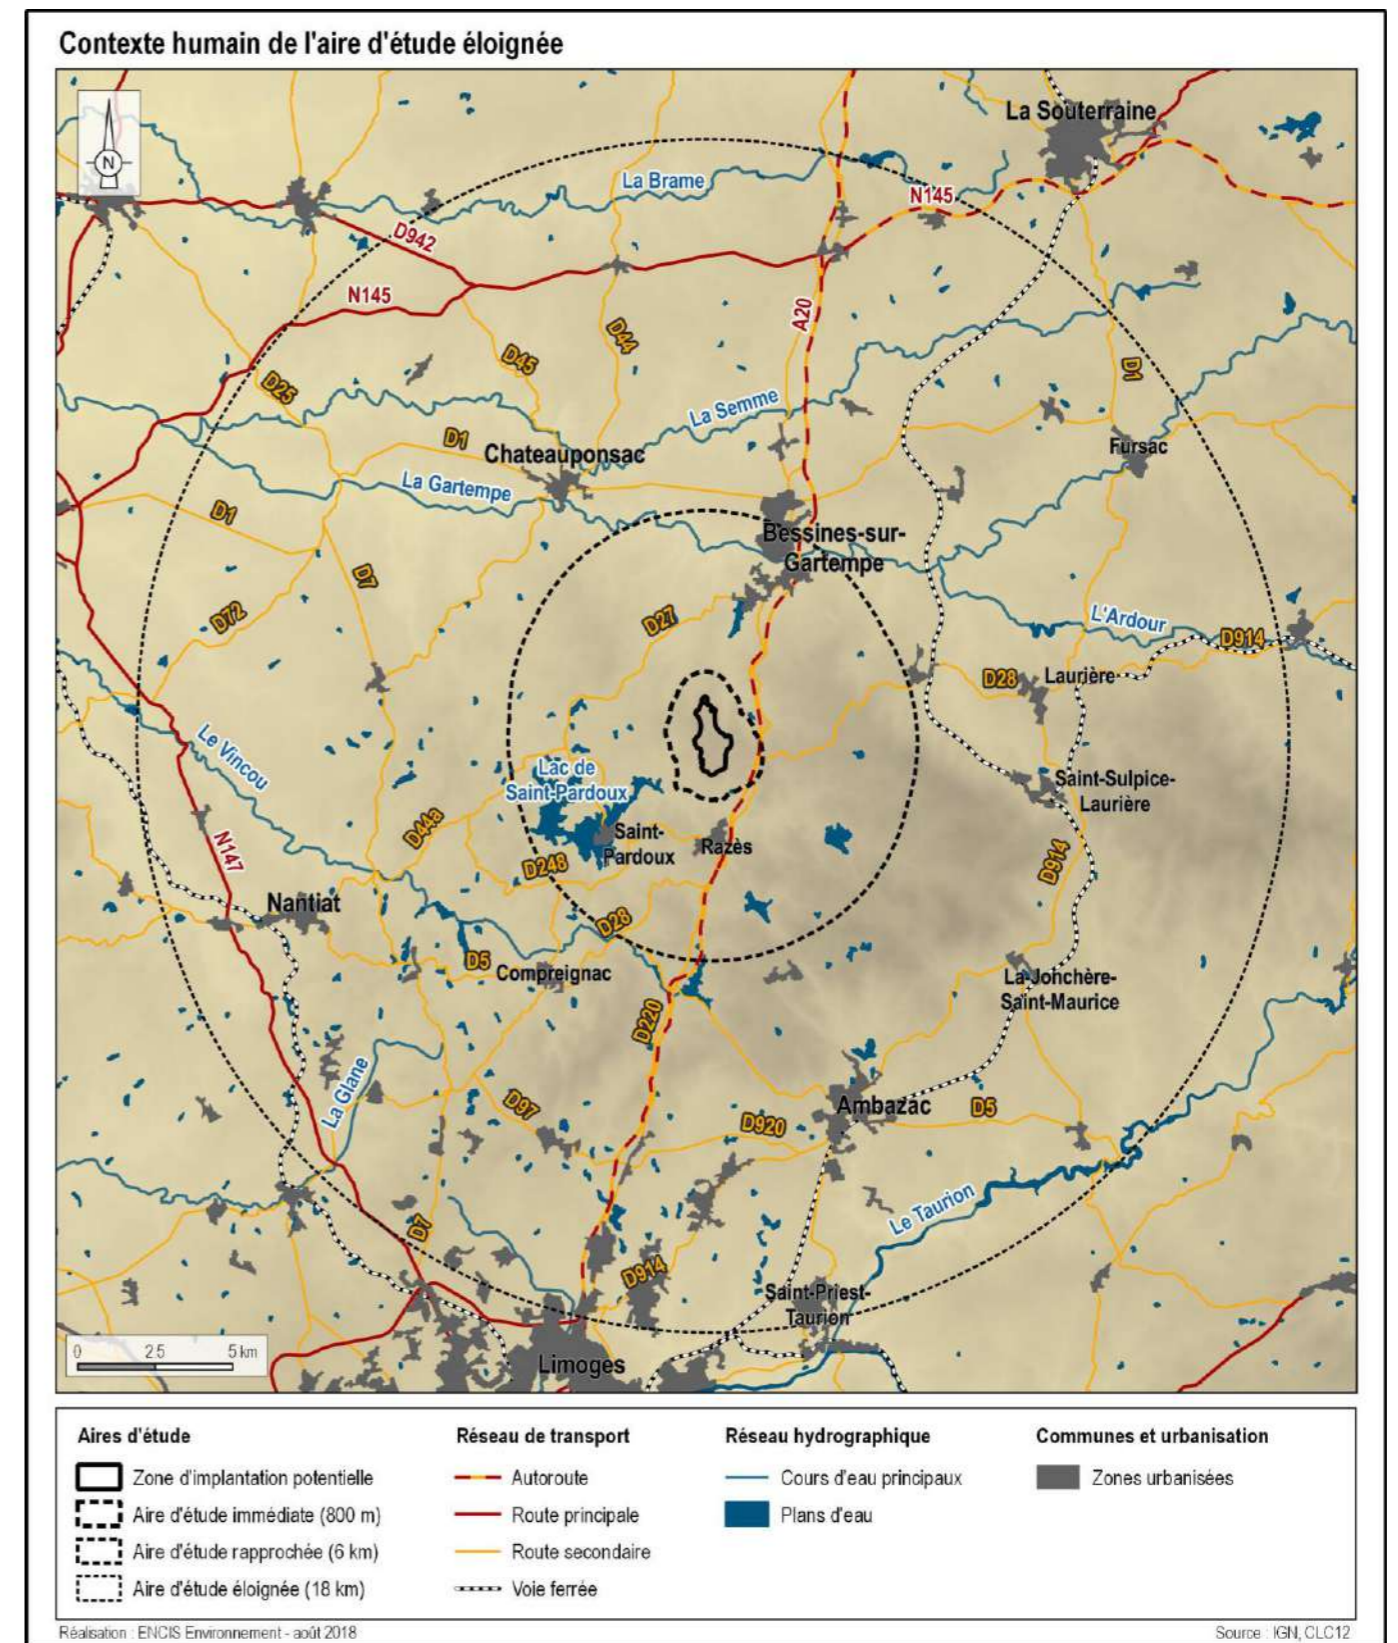 Contexte humain de l'aire d'étude éloignée
N
La Souterraine
La Brame
N145
D942
N145
A20
D44
D45
D25
D1
La Semme
D1
Chateauponsac
Fursac
La Gartempe
D1
Bessines-sur-
Gartempe
D7
D72
D27
L'Ardour
D914
D28
Laurière
Le Vincou
Lac de
Saint-Pardoux
Saint-Sulpice-
Laurière
D44a
Saint-
Pardoux
Razès
N147
D248
D914
Nantiat
D28
D5
Compreignac
La-Jonchère-
Saint-Maurice
D220
La Glane
D97
Ambazac
D5
D920
Le Taurion
D7
D914
Saint-Priest-
Taurion
0 2.5 5 km
Limoges
Aires d'étude
Zone d'implantation potentielle
Aire d'étude immédiate (800 m)
Aire d'étude rapprochée (6 km)
Aire d'étude éloignée (18 km)
Réseau de transport
Autoroute
Route principale
Route secondaire
Voie ferrée
Réseau hydrographique
Cours d'eau principaux
Plans d'eau
Communes et urbanisation
Zones urbanisées
Réalisation : ENCIS Environnement - août 2018
Source : IGN, CLC12